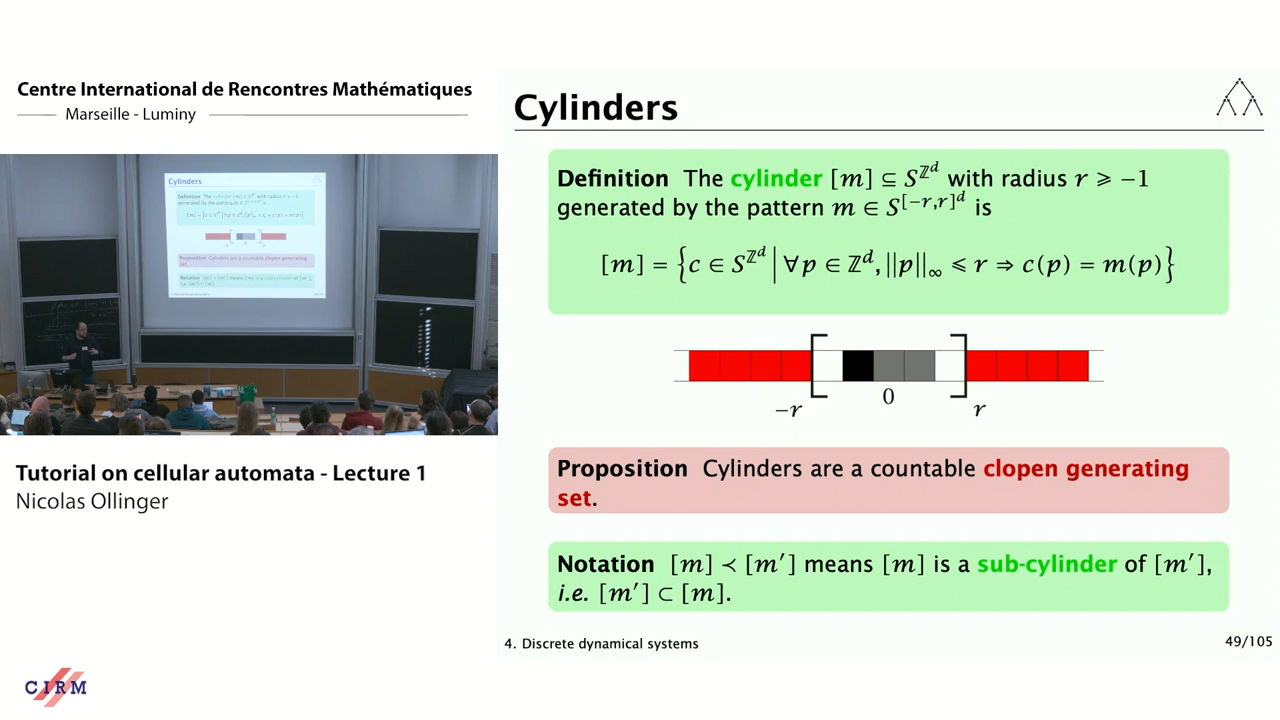 Centre International de Rencontres Mathématiques
Marseille - Luminy
Cylinders
Tutorial on cellular automata - Lecture 1
Nicolas Ollinger
CIRM
Cylinders
Definition The cylinder [m] ⊆ S^{ℤ^d} with radius r ⩾ −1
generated by the pattern m ∈ S^{[−r,r]^d} is
[m] = {c ∈ S^{ℤ^d} | ∀p ∈ ℤ^d, ||p||_∞ ⩽ r ⇒ c(p) = m(p)}
−r 0 r
Proposition Cylinders are a countable clopen generating
set.
Notation [m] ≺ [m′] means [m] is a sub-cylinder of [m′],
i.e. [m′] ⊂ [m].
4. Discrete dynamical systems 49/105